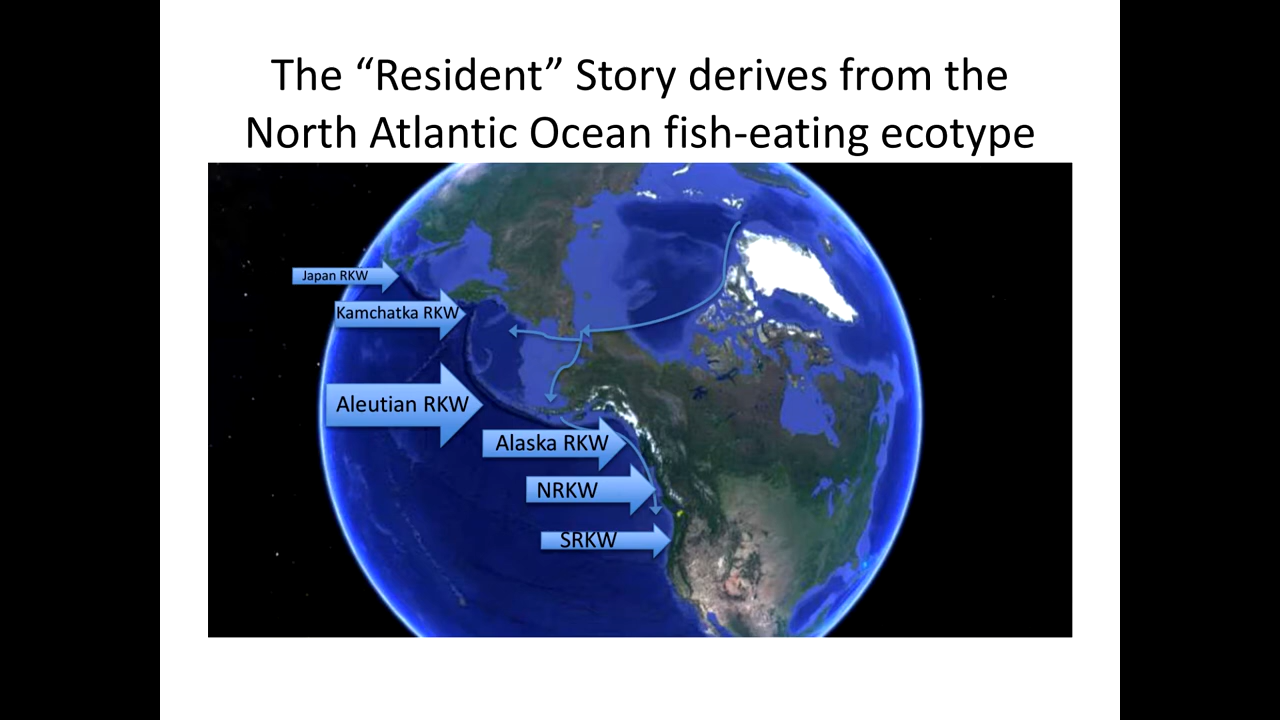 The “Resident” Story derives from the
North Atlantic Ocean fish-eating ecotype
Japan RKW
Kamchatka RKW
Aleutian RKW
Alaska RKW
NRKW
SRKW